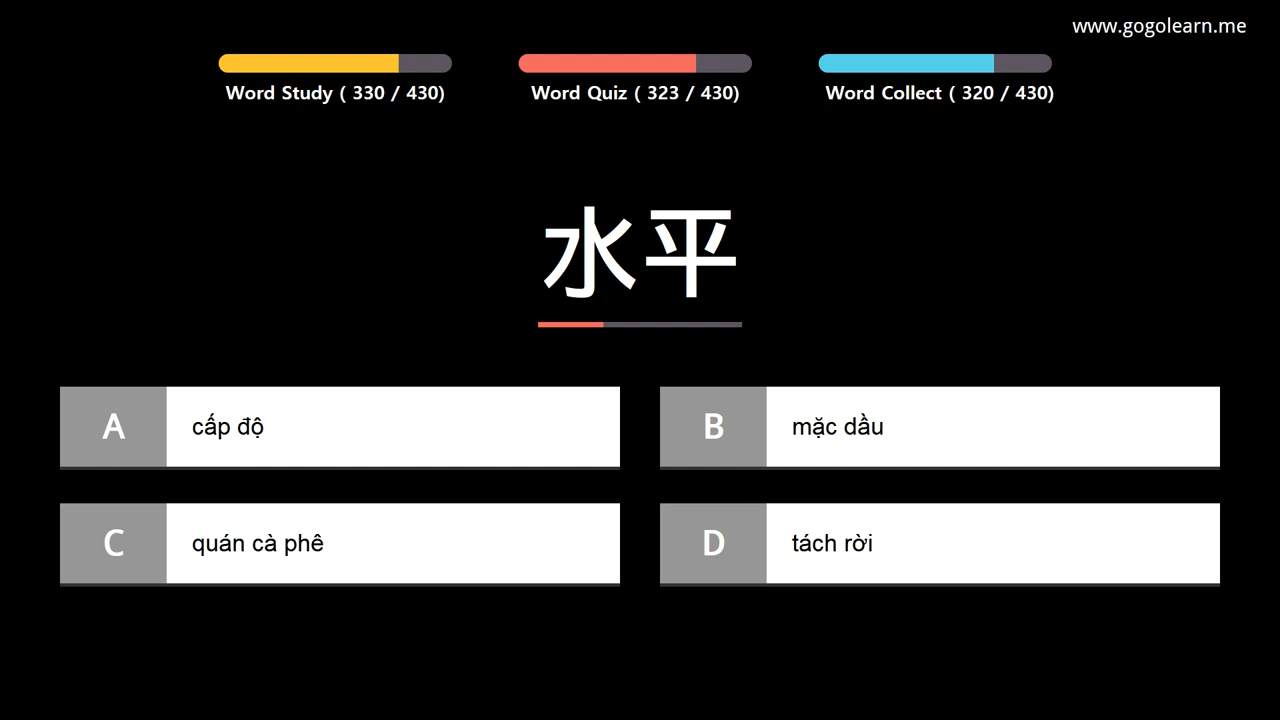 www.gogolearn.me
Word Study ( 330 / 430)
Word Quiz ( 323 / 430)
Word Collect ( 320 / 430)
水平
A cấp độ
B mặc dầu
C quán cà phê
D tách rời